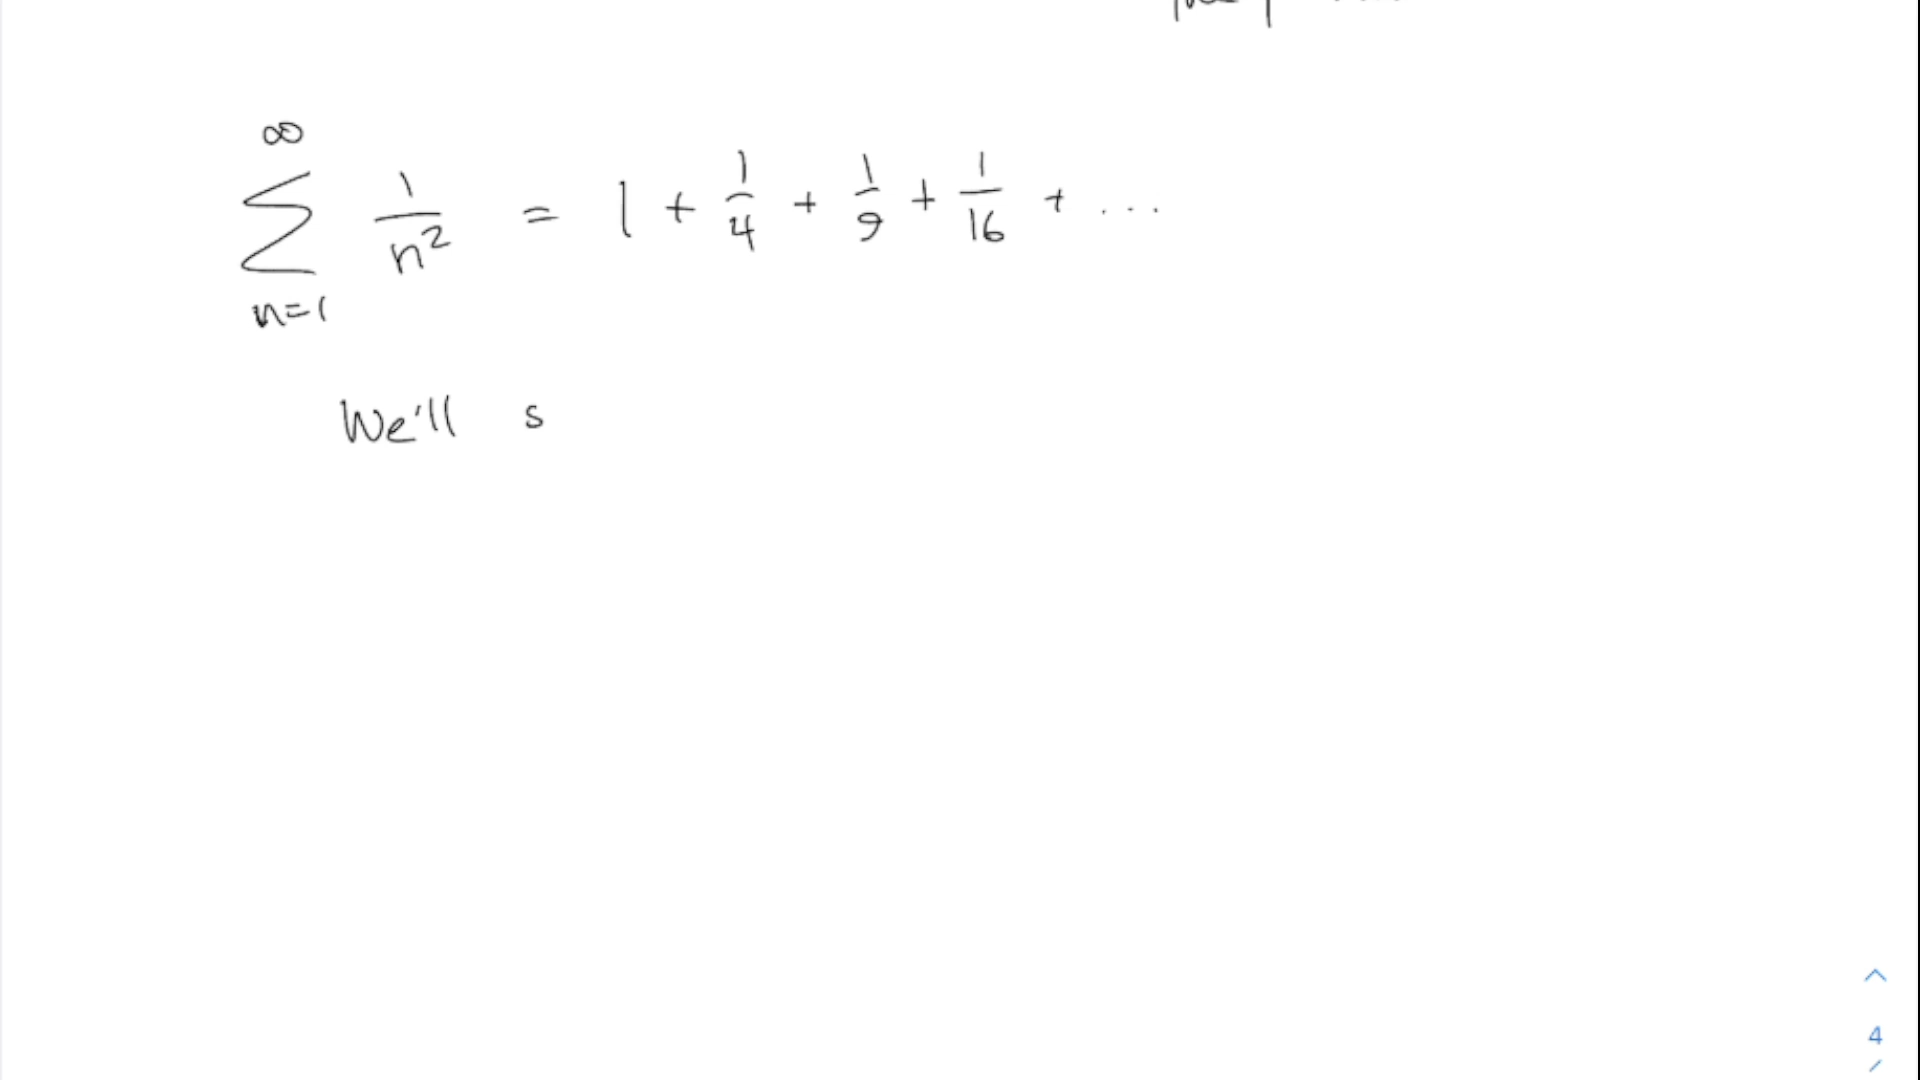 ∞
∑ 1/n² = 1 + 1/4 + 1/9 + 1/16 + ...
n=1
We'll s
4